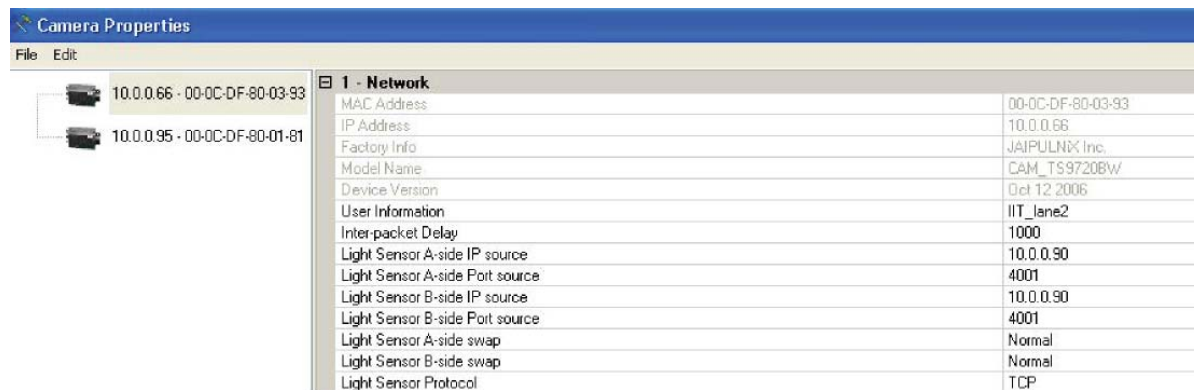 Camera Properties
File Edit
10.0.0.66 - 00-0C-DF-80-03-93
10.0.0.95 - 00-0C-DF-80-01-81
1 - Network
MAC Address 00-0C-DF-80-03-93
IP Address 10.0.0.66
Factory Info JAIPULNiX Inc.
Model Name CAM_TS9720BW
Device Version Oct 12 2006
User Information IIT_lane2
Inter-packet Delay 1000
Light Sensor A-side IP source 10.0.0.90
Light Sensor A-side Port source 4001
Light Sensor B-side IP source 10.0.0.90
Light Sensor B-side Port source 4001
Light Sensor A-side swap Normal
Light Sensor B-side swap Normal
Light Sensor Protocol TCP